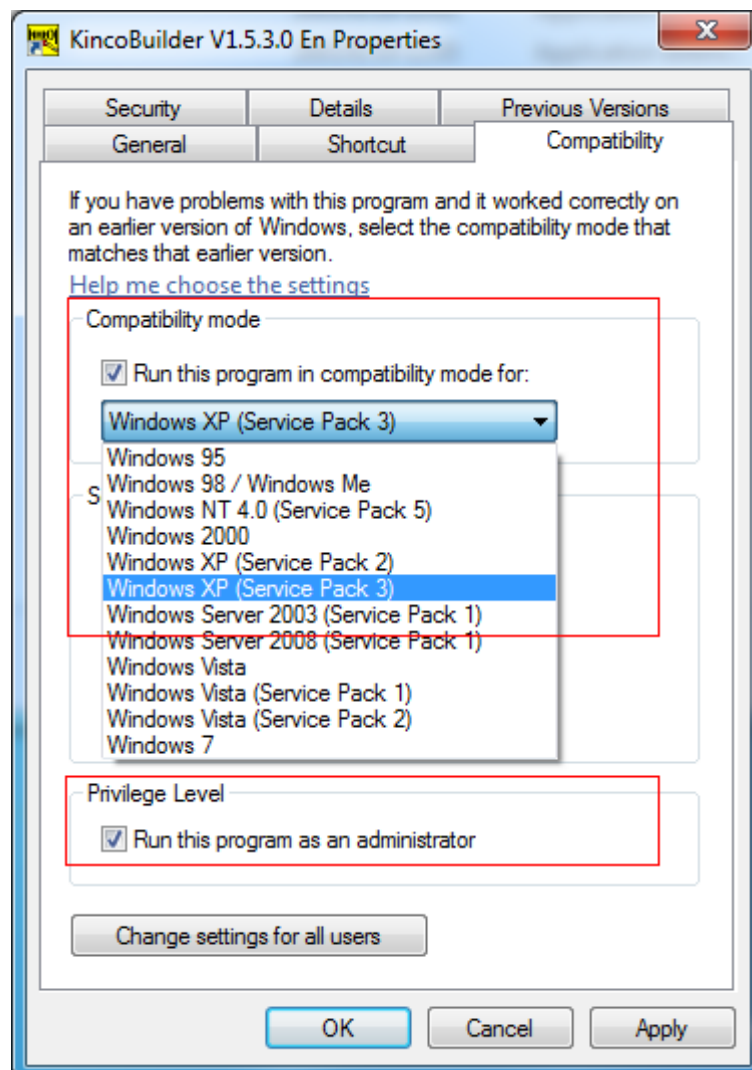 KincoBuilder V1.5.3.0 En Properties
Security Details Previous Versions
General Shortcut Compatibility
If you have problems with this program and it worked correctly on
an earlier version of Windows, select the compatibility mode that
matches that earlier version.
Help me choose the settings
Compatibility mode
Run this program in compatibility mode for:
Windows XP (Service Pack 3)
Windows 95
Windows 98 / Windows Me
S
Windows NT 4.0 (Service Pack 5)
Windows 2000
Windows XP (Service Pack 2)
Windows XP (Service Pack 3)
Windows Server 2003 (Service Pack 1)
Windows Server 2008 (Service Pack 1)
Windows Vista
Windows Vista (Service Pack 1)
Windows Vista (Service Pack 2)
Windows 7
Privilege Level
Run this program as an administrator
Change settings for all users
OK Cancel Apply